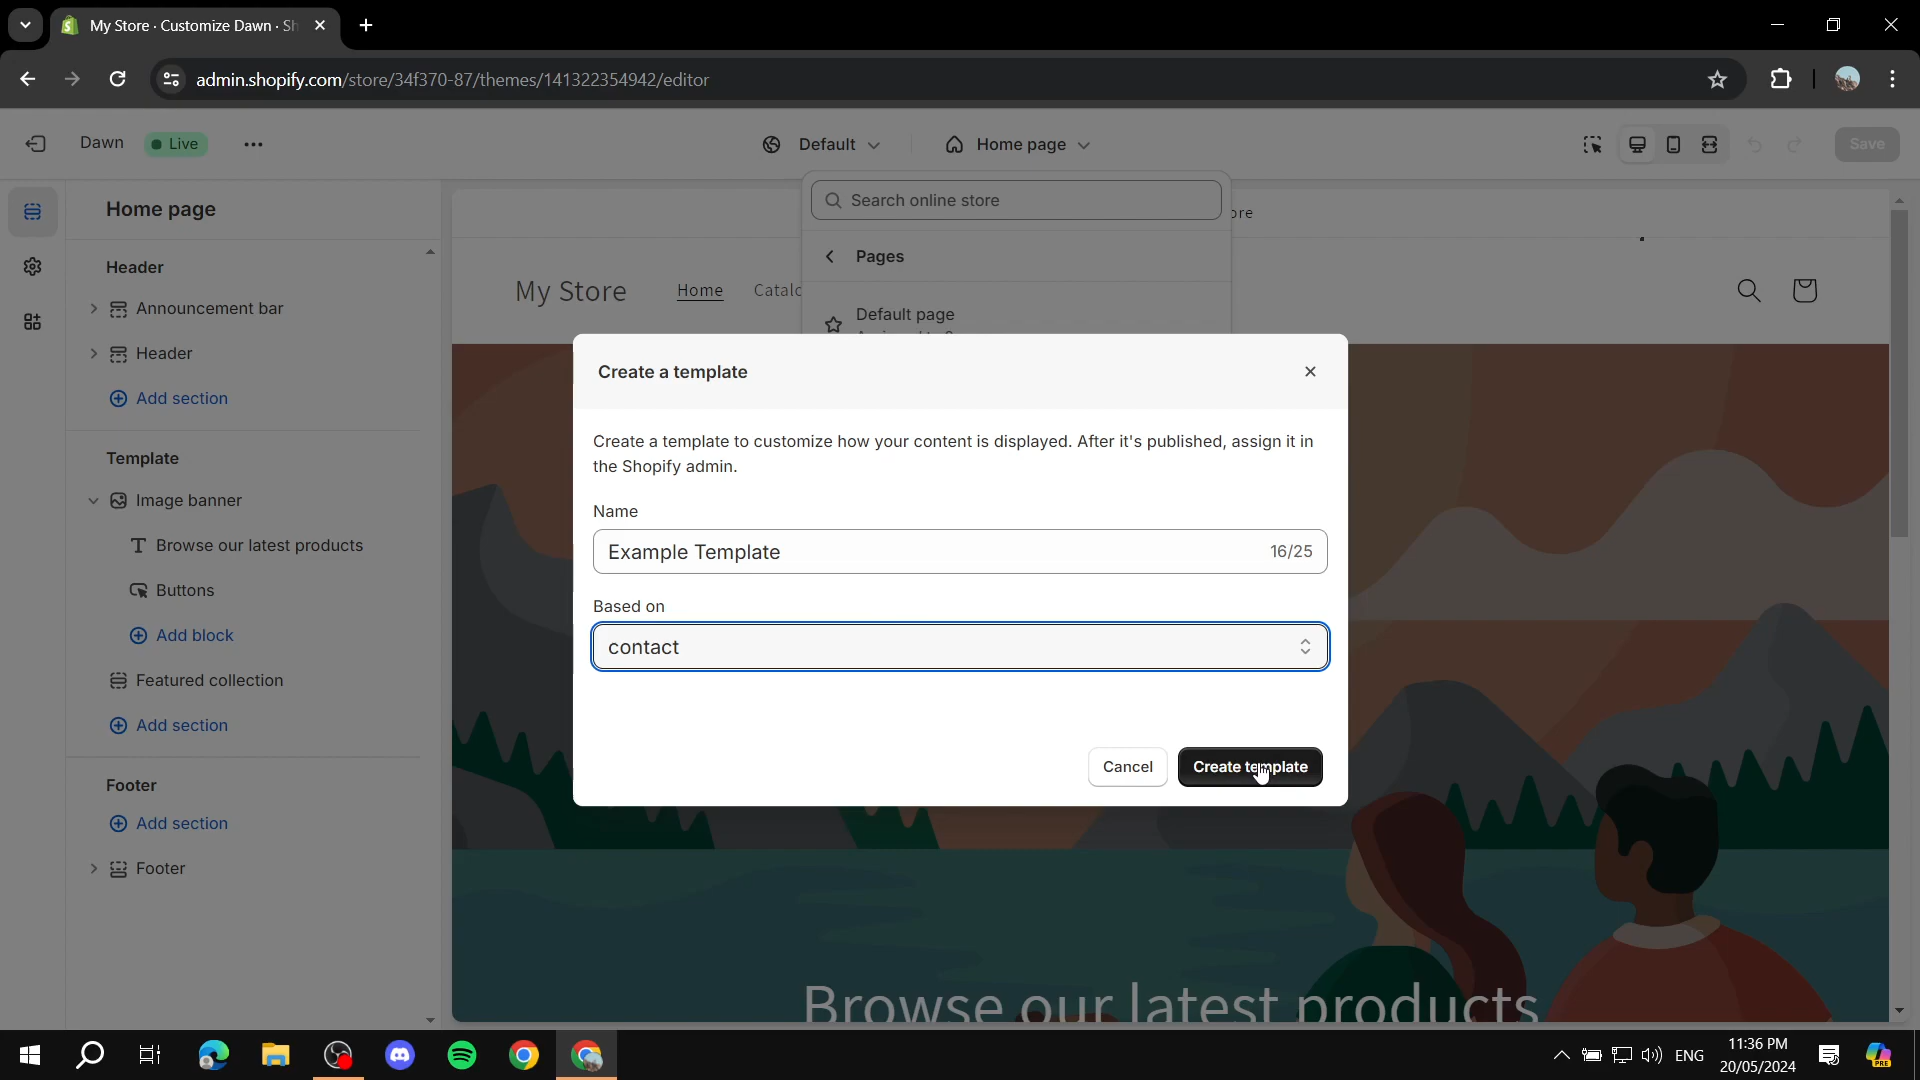 My Store · Customize Dawn · Sh
admin.shopify.com/store/34f370-87/themes/141322354942/editor
Dawn
Live
Default
Home page
Save
Home page
Search online store
Header
Pages
Announcement bar
My Store
Home
Default page
Header
Add section
Create a template
Create a template to customize how your content is displayed. After it's published, assign it in
the Shopify admin.
Template
Image banner
Name
Browse our latest products
Example Template
16/25
Buttons
Based on
Add block
contact
Featured collection
Add section
Cancel
Create template
Footer
Add section
Footer
Browse our latest products
ENG
11:36 PM
20/05/2024
PRE